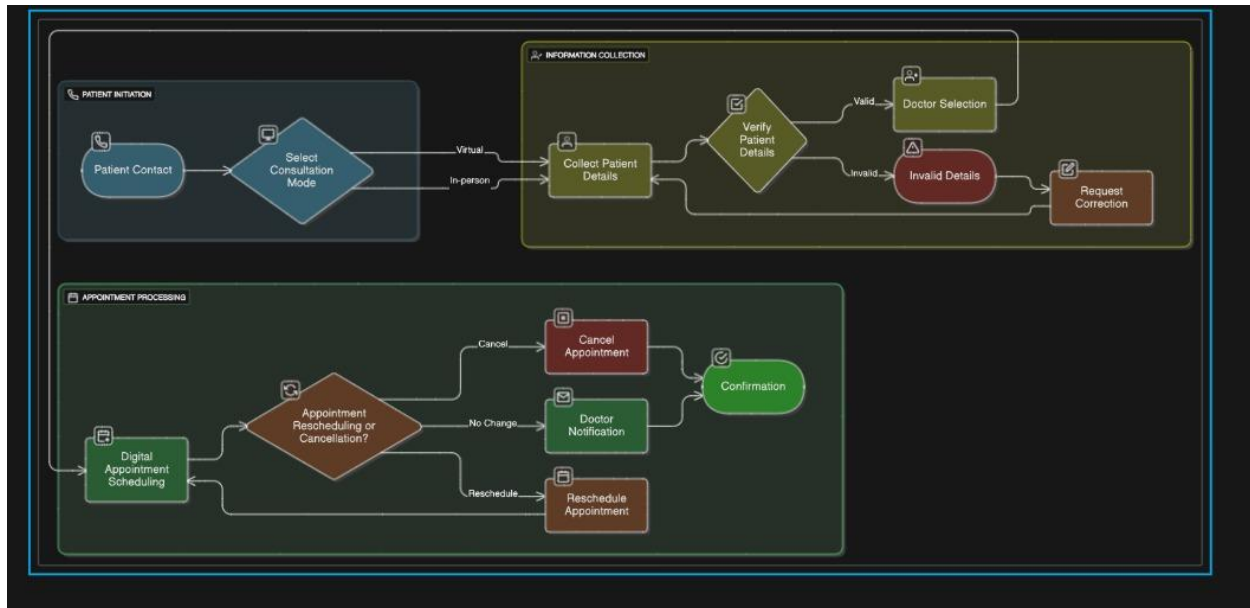 PATIENT INITIATION
Patient Contact
Select
Consultation
Mode
Virtual
In-person
INFORMATION COLLECTION
Collect Patient
Details
Verify
Patient
Details
Valid
Invalid
Doctor Selection
Invalid Details
Request
Correction
APPOINTMENT PROCESSING
Digital
Appointment
Scheduling
Appointment
Rescheduling or
Cancellation?
Cancel
No Change
Reschedule
Cancel
Appointment
Doctor
Notification
Reschedule
Appointment
Confirmation